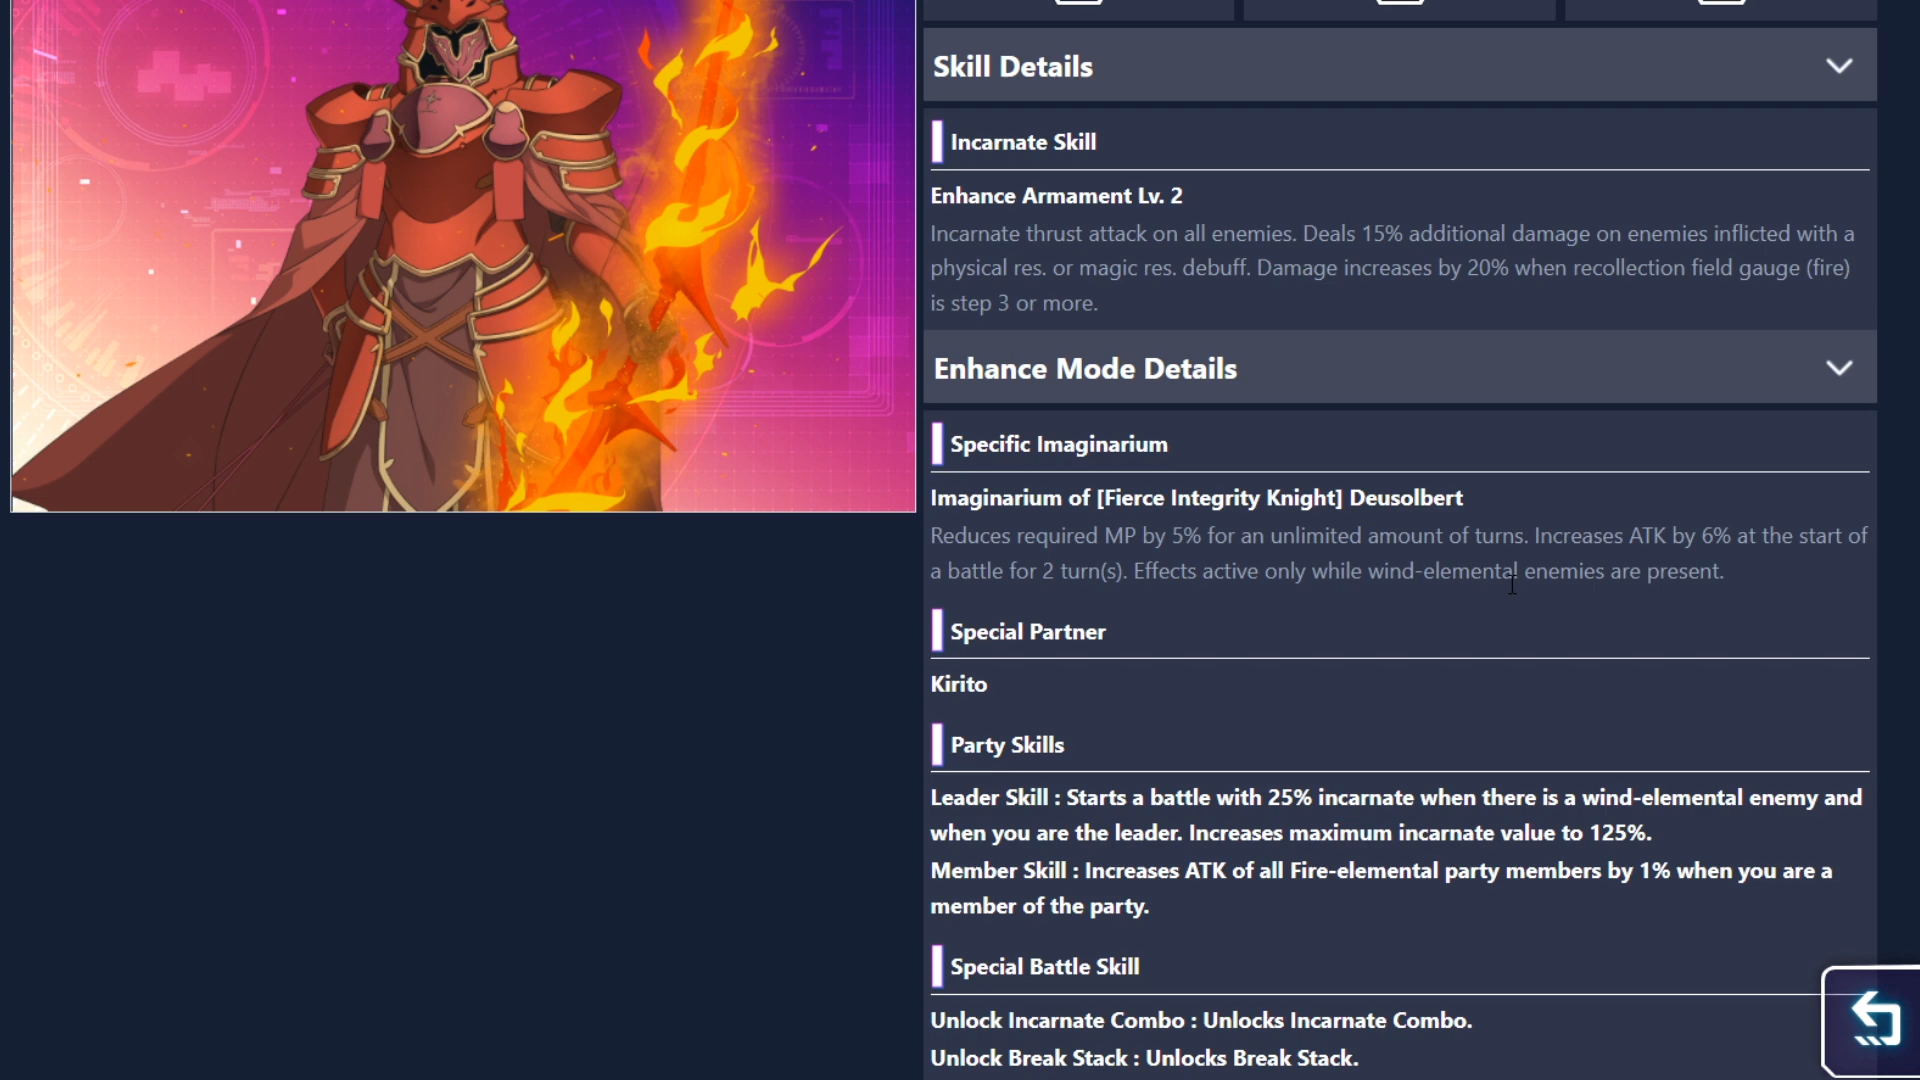 Skill Details
Incarnate Skill
Enhance Armament Lv. 2
Incarnate thrust attack on all enemies. Deals 15% additional damage on enemies inflicted with a
physical res. or magic res. debuff. Damage increases by 20% when recollection field gauge (fire)
is step 3 or more.
Enhance Mode Details
Specific Imaginarium
Imaginarium of [Fierce Integrity Knight] Deusolbert
Reduces required MP by 5% for an unlimited amount of turns. Increases ATK by 6% at the start of
a battle for 2 turn(s). Effects active only while wind-elemental enemies are present.
Special Partner
Kirito
Party Skills
Leader Skill : Starts a battle with 25% incarnate when there is a wind-elemental enemy and
when you are the leader. Increases maximum incarnate value to 125%.
Member Skill : Increases ATK of all Fire-elemental party members by 1% when you are a
member of the party.
Special Battle Skill
Unlock Incarnate Combo : Unlocks Incarnate Combo.
Unlock Break Stack : Unlocks Break Stack.